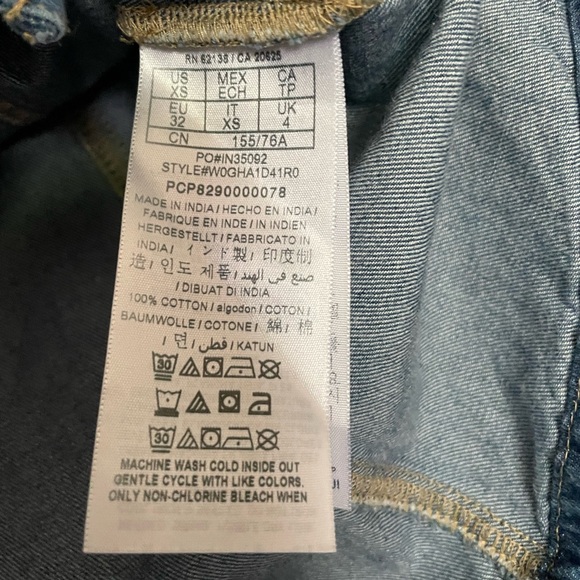 RN 62138 / CA 20625
US MEX CA
XS ECH TP
EU IT UK
32 XS 4
CN 155/76A
PO#IN35092
STYLE#W0GHA1D41R0
PCP8290000078
MADE IN INDIA / HECHO EN INDIA /
FABRIQUE EN INDE / IN INDIEN
HERGESTELLT / FABBRICATO IN
INDIA / インド製 / 印度制
造 / 인도 제품 / صنع في الهند
/ DIBUAT DI INDIA
100% COTTON / algodon / COTON /
BAUMWOLLE / COTONE / 綿 / 棉
/ 면 / قطن / KATUN
30
30
MACHINE WASH COLD INSIDE OUT
GENTLE CYCLE WITH LIKE COLORS.
ONLY NON-CHLORINE BLEACH WHEN